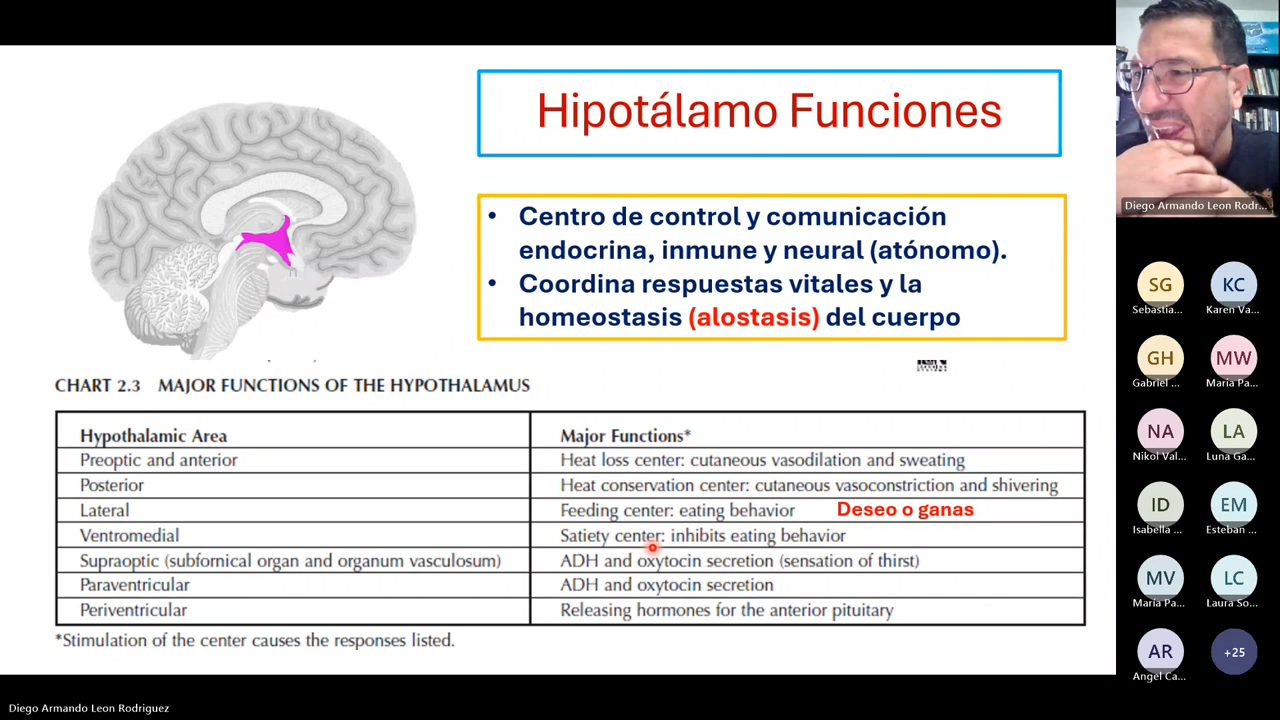 Hipotálamo Funciones
• Centro de control y comunicación
endocrina, inmune y neural (atónomo).
• Coordina respuestas vitales y la
homeostasis (alostasis) del cuerpo
CHART 2.3 MAJOR FUNCTIONS OF THE HYPOTHALAMUS
Hypothalamic Area Major Functions*
Preoptic and anterior Heat loss center: cutaneous vasodilation and sweating
Posterior Heat conservation center: cutaneous vasoconstriction and shivering
Lateral Feeding center: eating behavior Deseo o ganas
Ventromedial Satiety center: inhibits eating behavior
Supraoptic (subfornical organ and organum vasculosum) ADH and oxytocin secretion (sensation of thirst)
Paraventricular ADH and oxytocin secretion
Periventricular Releasing hormones for the anterior pituitary
*Stimulation of the center causes the responses listed.
Diego Armando Leon Rodr...
SG KC
Sebastia... Karen Va...
GH MW
Gabriel ... Maria Pa...
NA LA
Nikol Val... Luna Ga...
ID EM
Isabella ... Esteban ...
MV LC
Maria Pa... Laura So...
AR +25
Angel Ca...
Diego Armando Leon Rodriguez